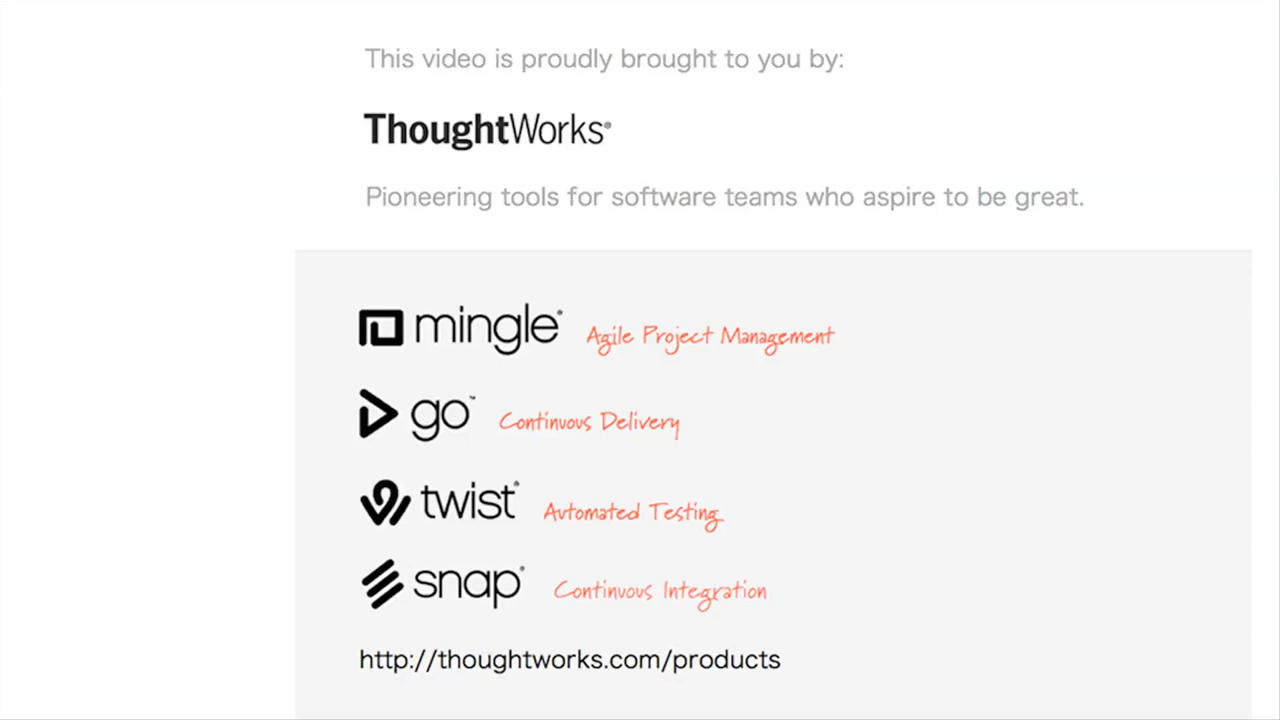 This video is proudly brought to you by:
ThoughtWorks®
Pioneering tools for software teams who aspire to be great.
mingle® Agile Project Management
go™ Continuous Delivery
twist® Automated Testing
snap® Continuous Integration
http://thoughtworks.com/products